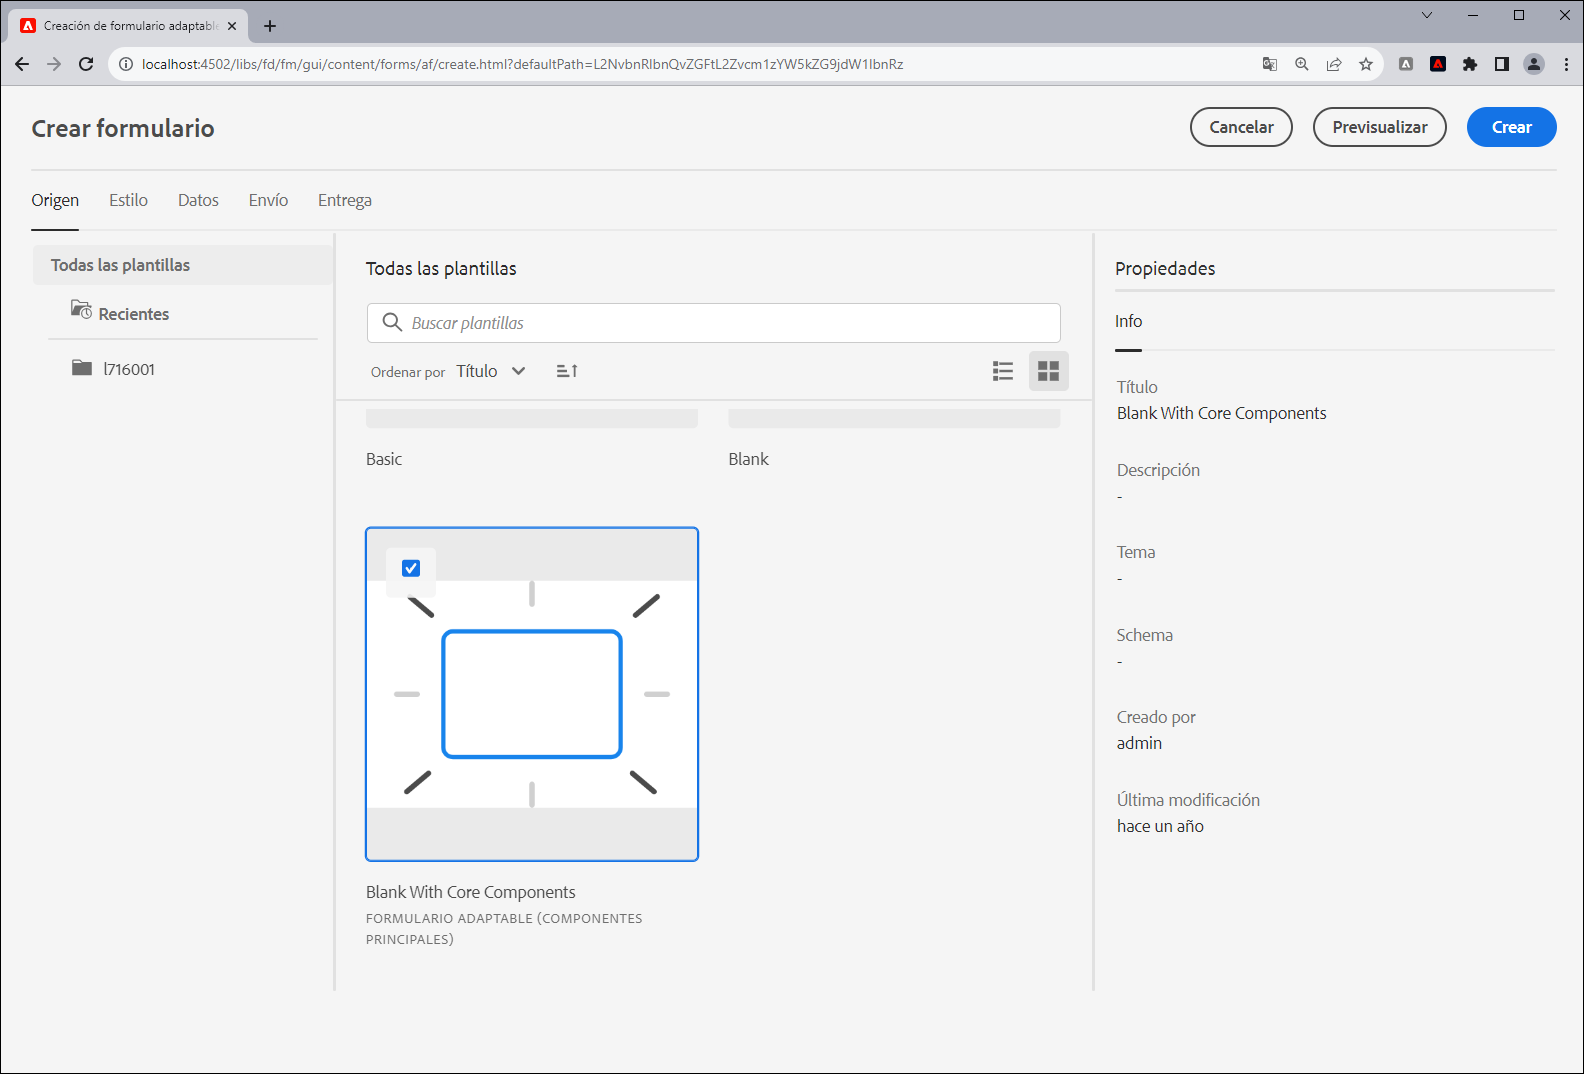 Creación de formulario adaptable
localhost:4502/libs/fd/fm/gui/content/forms/af/create.html?defaultPath=L2NvbnRlbnQvZGFtL2Zvcm1zYW5kZG9jdW1lbnRz
Crear formulario
Cancelar
Previsualizar
Crear
Origen
Estilo
Datos
Envío
Entrega
Todas las plantillas
Recientes
l716001
Todas las plantillas
Buscar plantillas
Ordenar por Título
Basic
Blank
Blank With Core Components
FORMULARIO ADAPTABLE (COMPONENTES
PRINCIPALES)
Propiedades
Info
Título
Blank With Core Components
Descripción
-
Tema
-
Schema
-
Creado por
admin
Última modificación
hace un año